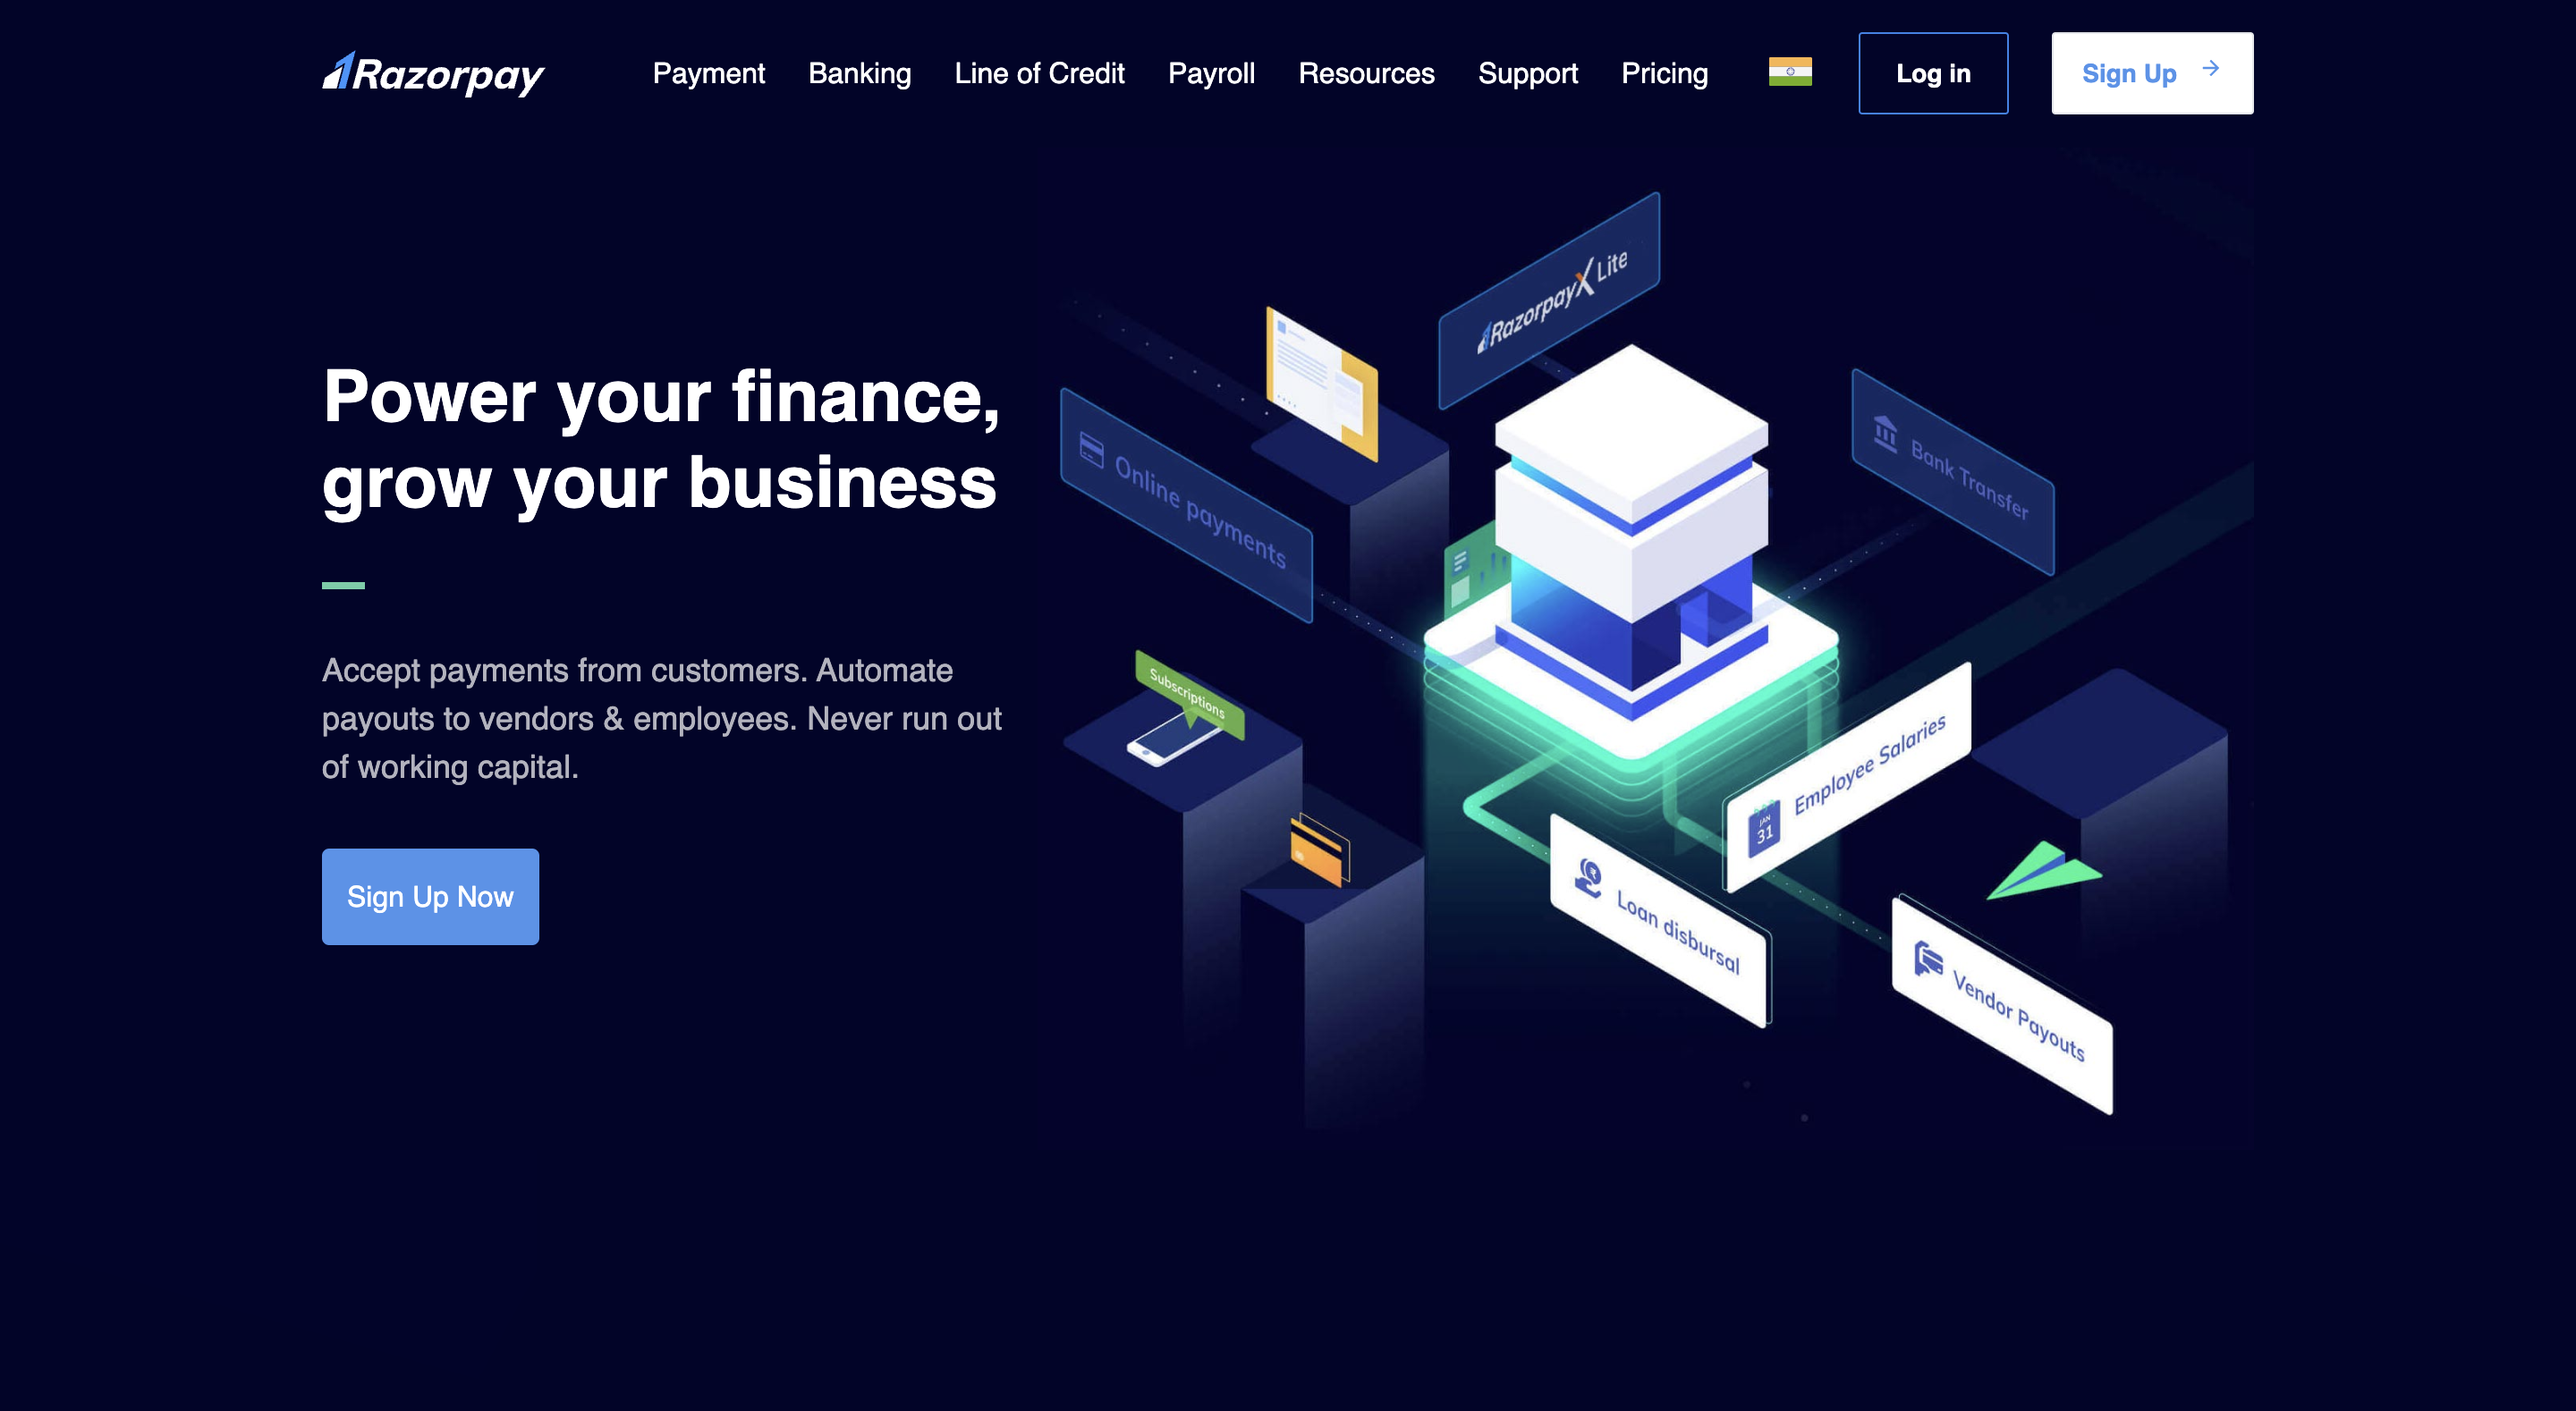 Razorpay
Payment
Banking
Line of Credit
Payroll
Resources
Support
Pricing
Log in
Sign Up
Power your finance,
grow your business
Accept payments from customers. Automate
payouts to vendors & employees. Never run out
of working capital.
Sign Up Now
RazorpayX Lite
Online payments
Bank Transfer
Subscriptions
JAN
31
Employee Salaries
Loan disbursal
Vendor Payouts